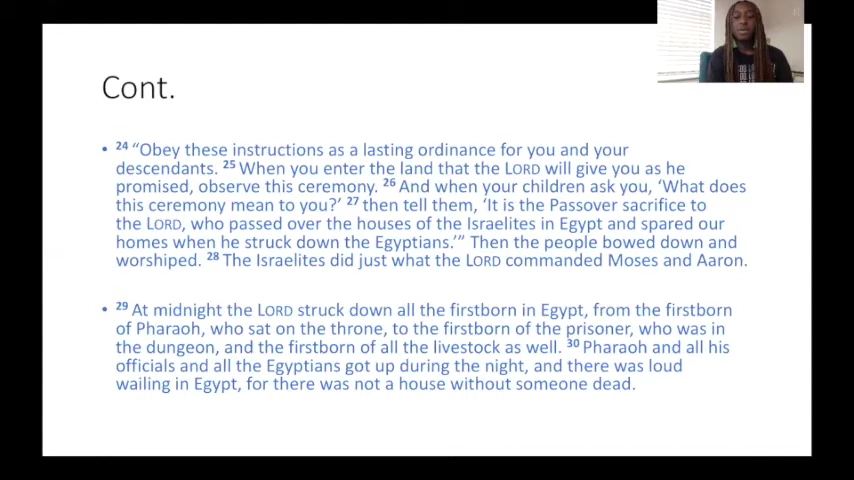 Cont.
• 24 “Obey these instructions as a lasting ordinance for you and your
descendants. 25 When you enter the land that the LORD will give you as he
promised, observe this ceremony. 26 And when your children ask you, ‘What does
this ceremony mean to you?’ 27 then tell them, ‘It is the Passover sacrifice to
the LORD, who passed over the houses of the Israelites in Egypt and spared our
homes when he struck down the Egyptians.’” Then the people bowed down and
worshiped. 28 The Israelites did just what the LORD commanded Moses and Aaron.
• 29 At midnight the LORD struck down all the firstborn in Egypt, from the firstborn
of Pharaoh, who sat on the throne, to the firstborn of the prisoner, who was in
the dungeon, and the firstborn of all the livestock as well. 30 Pharaoh and all his
officials and all the Egyptians got up during the night, and there was loud
wailing in Egypt, for there was not a house without someone dead.